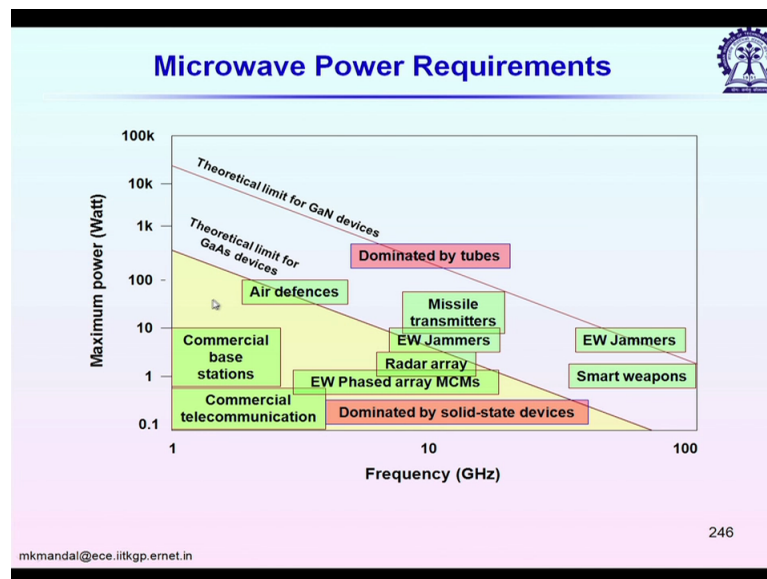 Microwave Power Requirements
100k
10k
1k
100
10
1
0.1
Maximum power (Watt)
Theoretical limit for GaN devices
Theoretical limit for
GaAs devices
Dominated by tubes
Air defences
Missile
transmitters
Commercial
base
stations
EW Jammers
EW Jammers
Radar array
Smart weapons
EW Phased array MCMs
Commercial
telecommunication
Dominated by solid-state devices
1
10
100
Frequency (GHz)
246
mkmandal@ece.iitkgp.ernet.in